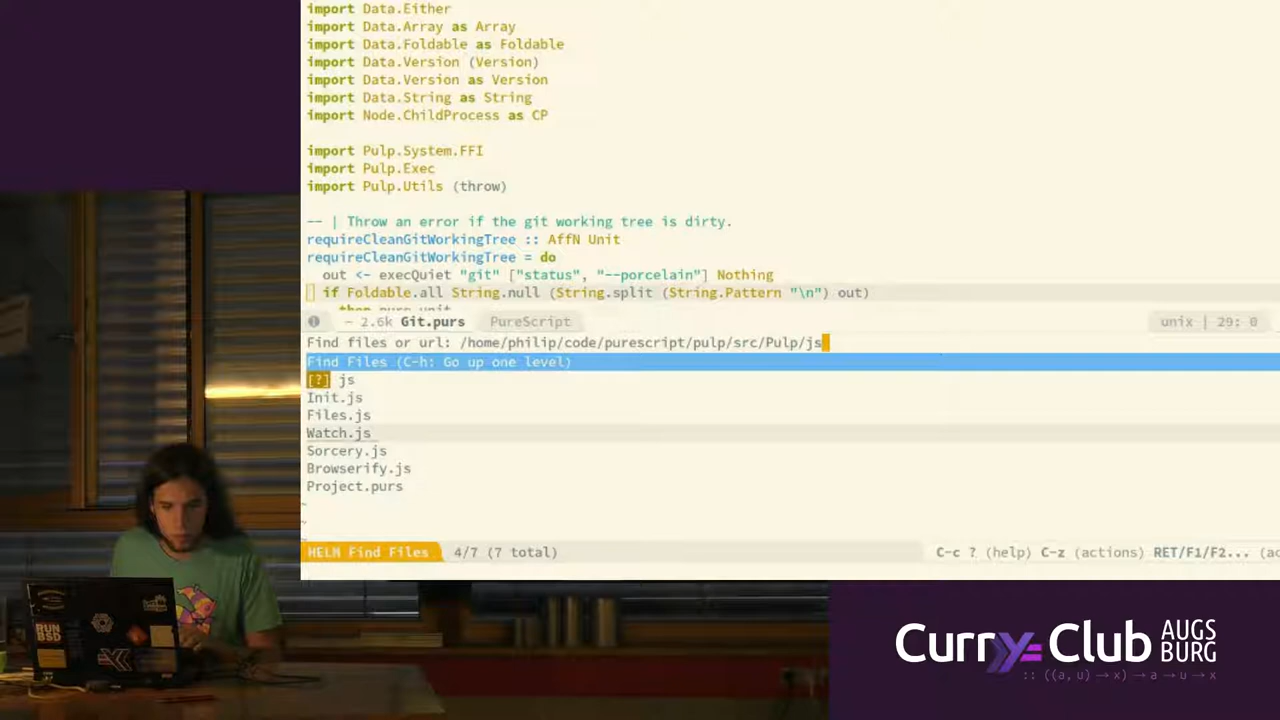 import Data.Either
import Data.Array as Array
import Data.Foldable as Foldable
import Data.Version (Version)
import Data.Version as Version
import Data.String as String
import Node.ChildProcess as CP
import Pulp.System.FFI
import Pulp.Exec
import Pulp.Utils (throw)
-- | Throw an error if the git working tree is dirty.
requireCleanGitWorkingTree :: AffN Unit
requireCleanGitWorkingTree = do
out <- execQuiet "git" ["status", "--porcelain"] Nothing
if Foldable.all String.null (String.split (String.Pattern "\n") out)
then pure unit
- 2.6k Git.purs PureScript unix | 29: 0
Find files or url: /home/philip/code/purescript/pulp/src/Pulp/js
Find Files (C-h: Go up one level)
[?] js
Init.js
Files.js
Watch.js
Sorcery.js
Browserify.js
Project.purs
~
~
~
HELM Find Files 4/7 (7 total) C-c ? (help) C-z (actions) RET/F1/F2... (ac
RUN
BSD
Curry Club AUGS
BURG
:: ((a, u) → x) → a → u → x